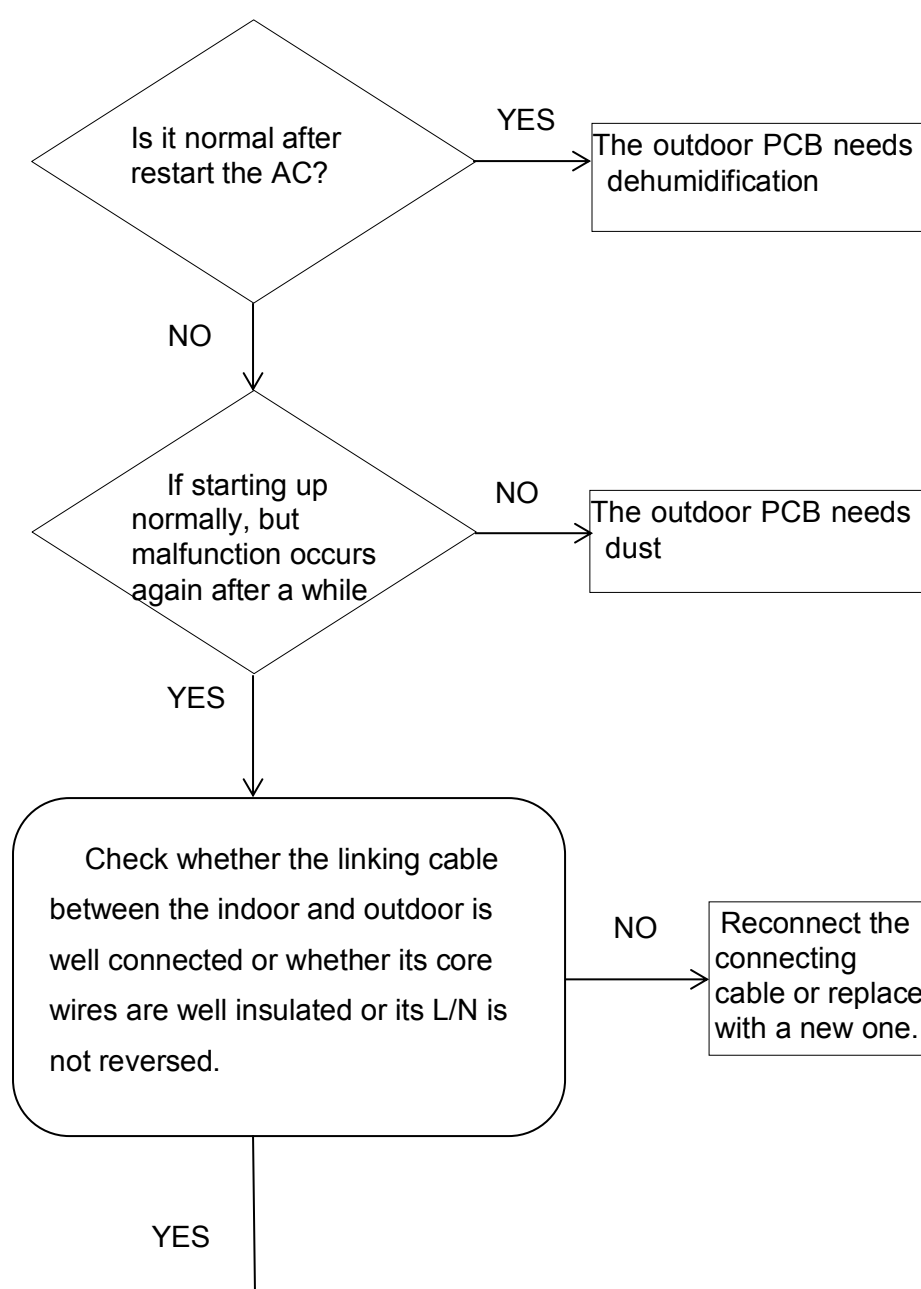 Is it normal after
restart the AC?
YES
The outdoor PCB needs
dehumidification
NO
If starting up
normally, but
malfunction occurs
again after a while
NO
The outdoor PCB needs
dust
YES
Check whether the linking cable
between the indoor and outdoor is
well connected or whether its core
wires are well insulated or its L/N is
not reversed.
NO
Reconnect the
connecting
cable or replace
with a new one.
YES